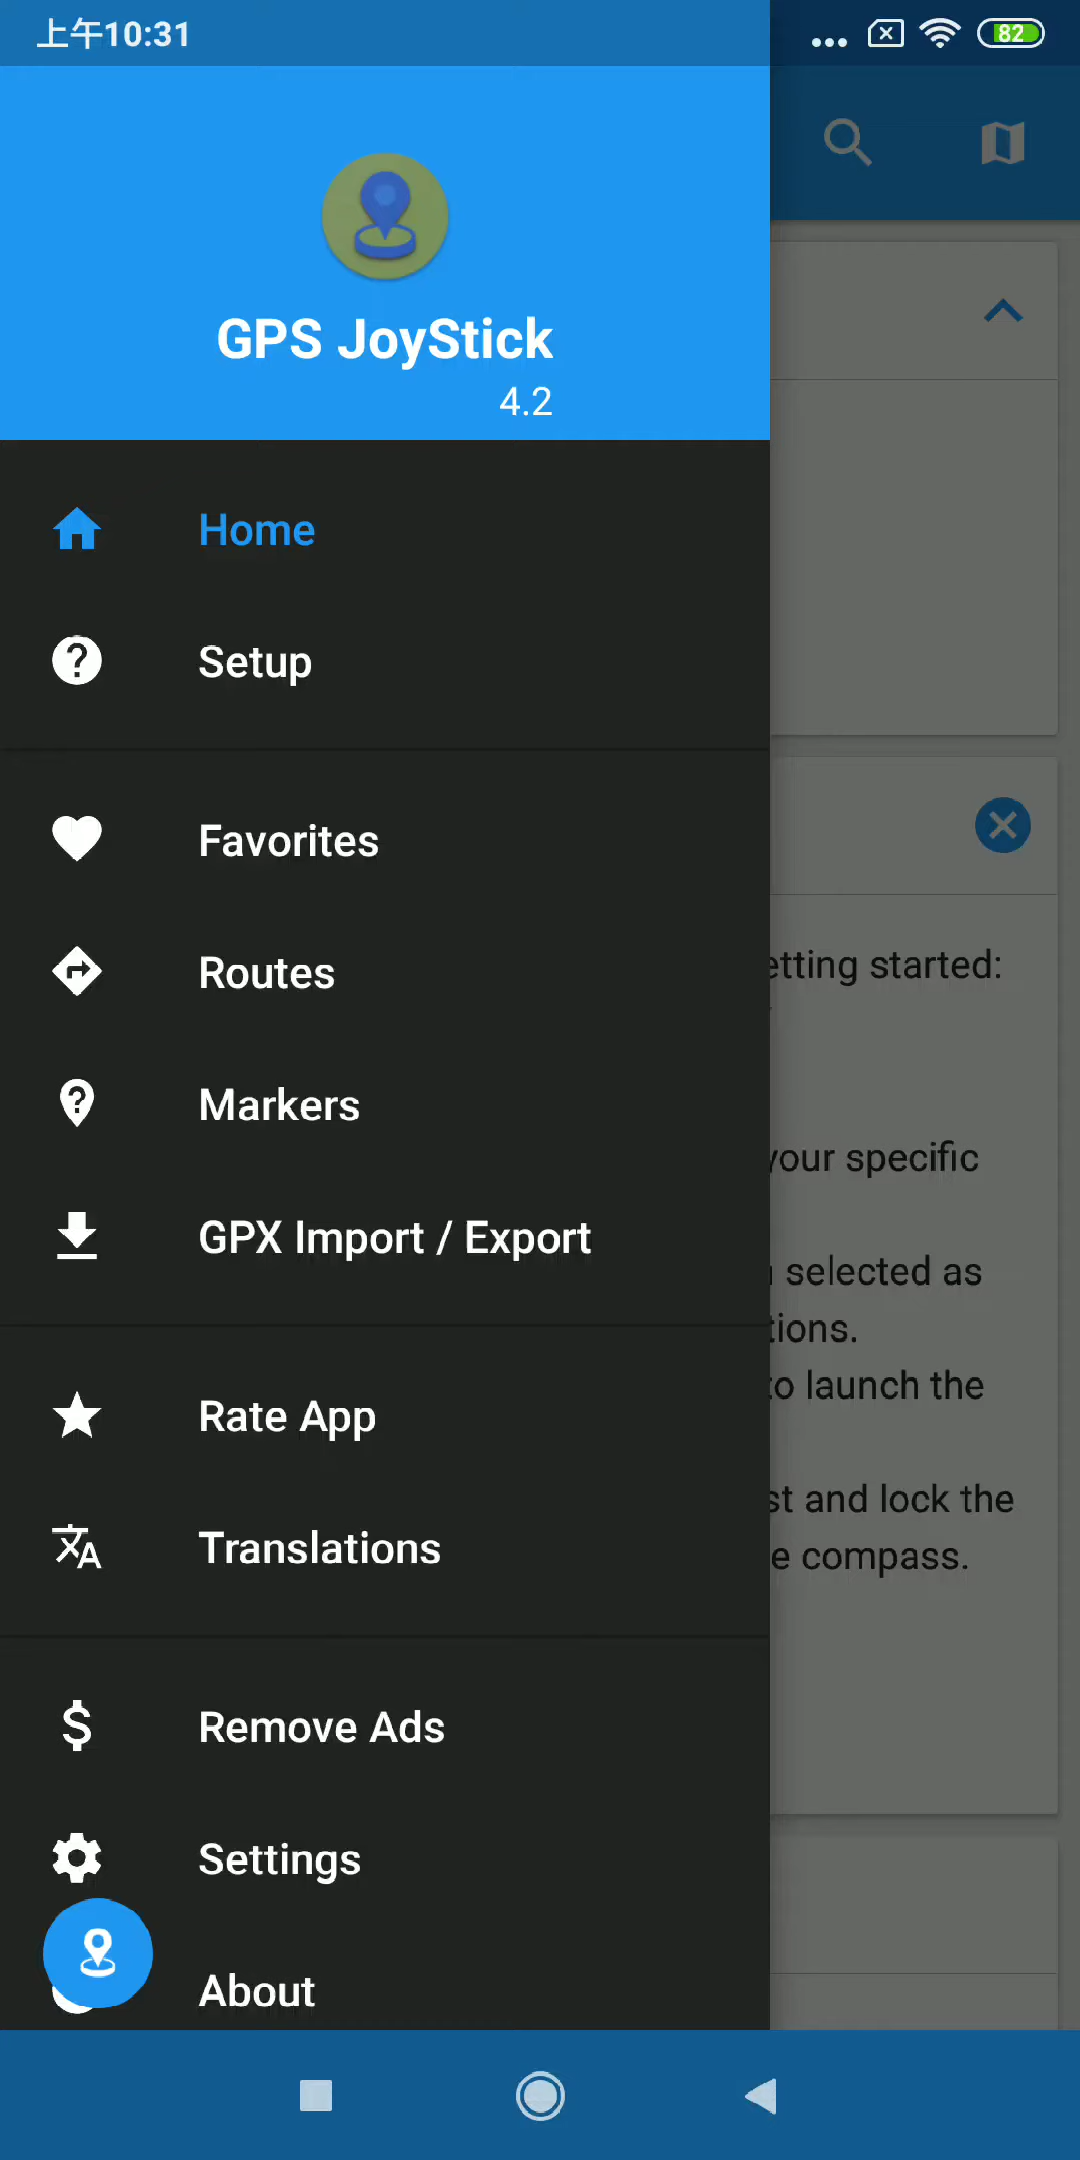 上午10:31
82
GPS JoyStick
4.2
Home
Setup
Favorites
Routes
Markers
GPX Import / Export
Rate App
Translations
Remove Ads
Settings
About
etting started:
your specific
selected as
tions.
to launch the
st and lock the
e compass.